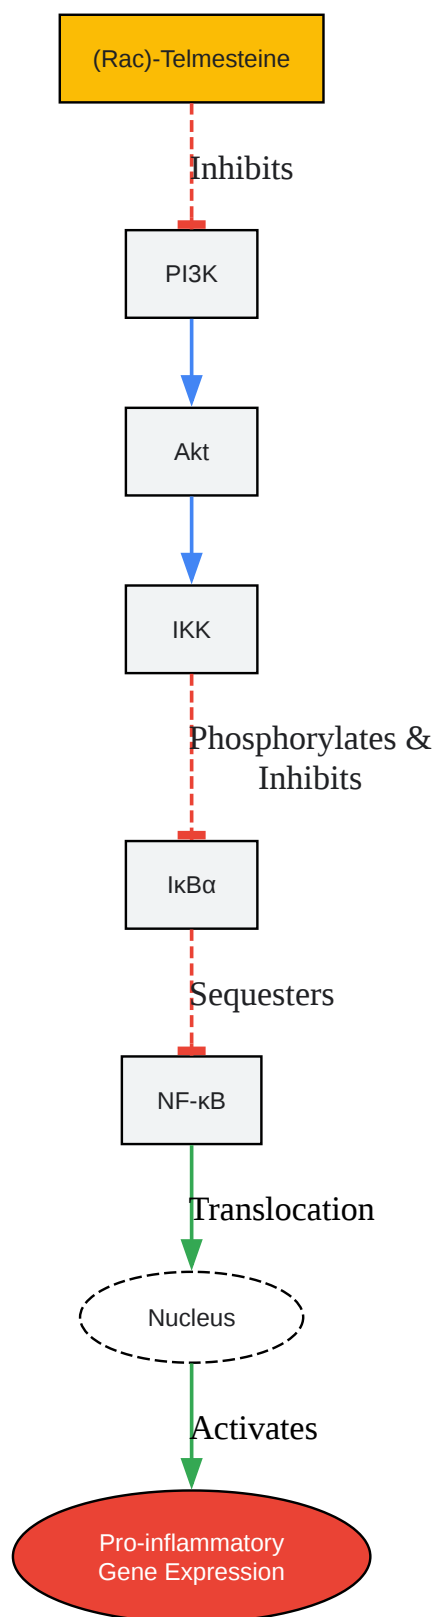 (Rac)-Telmesteine
Inhibits
PI3K
Akt
IKK
Phosphorylates &
Inhibits
IκBα
Sequesters
NF-κB
Translocation
Nucleus
Activates
Pro-inflammatory
Gene Expression